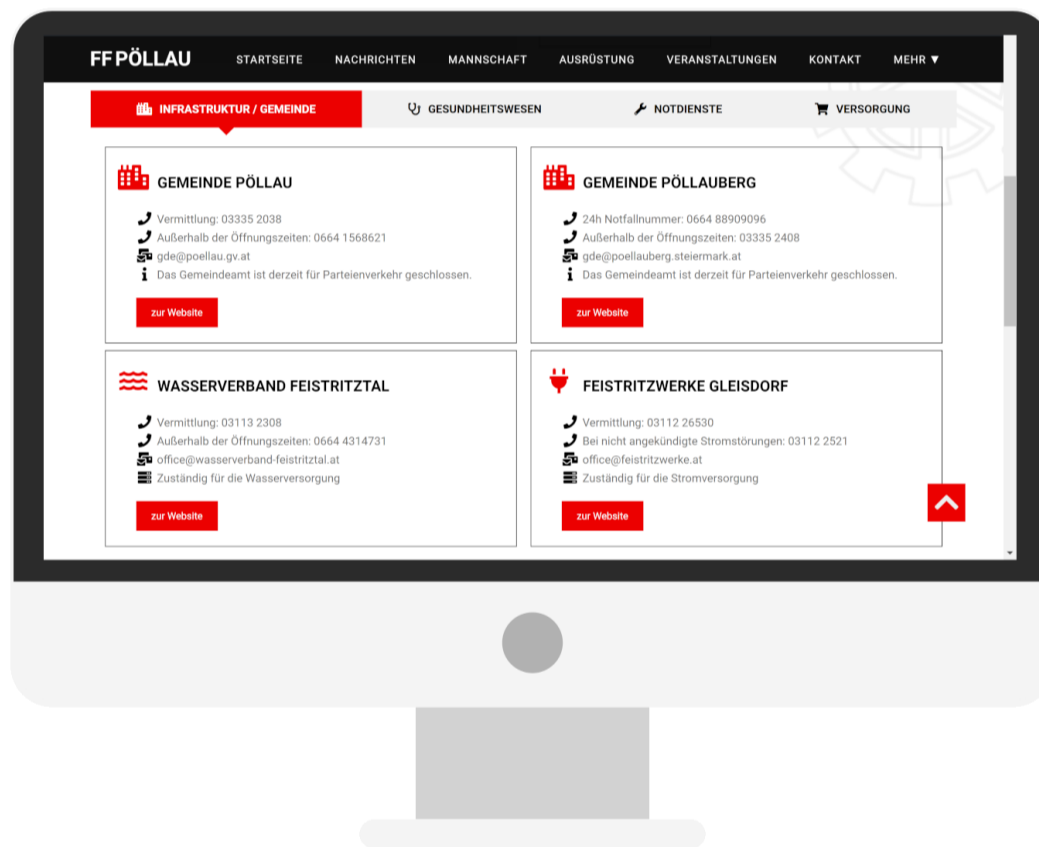 FF PÖLLAU STARTSEITE NACHRICHTEN MANNSCHAFT AUSRÜSTUNG VERANSTALTUNGEN KONTAKT MEHR ▼
INFRASTRUKTUR / GEMEINDE GESUNDHEITSWESEN NOTDIENSTE VERSORGUNG
GEMEINDE PÖLLAU
Vermittlung: 03335 2038
Außerhalb der Öffnungszeiten: 0664 1568621
gde@poellau.gv.at
Das Gemeindeamt ist derzeit für Parteienverkehr geschlossen.
zur Website
GEMEINDE PÖLLAUBERG
24h Notfallnummer: 0664 88909096
Außerhalb der Öffnungszeiten: 03335 2408
gde@poellauberg.steiermark.at
Das Gemeindeamt ist derzeit für Parteienverkehr geschlossen.
zur Website
WASSERVERBAND FEISTRITZTAL
Vermittlung: 03113 2308
Außerhalb der Öffnungszeiten: 0664 4314731
office@wasserverband-feistritztal.at
Zuständig für die Wasserversorgung
zur Website
FEISTRITZWERKE GLEISDORF
Vermittlung: 03112 26530
Bei nicht angekündigte Stromstörungen: 03112 2521
office@feistritzwerke.at
Zuständig für die Stromversorgung
zur Website